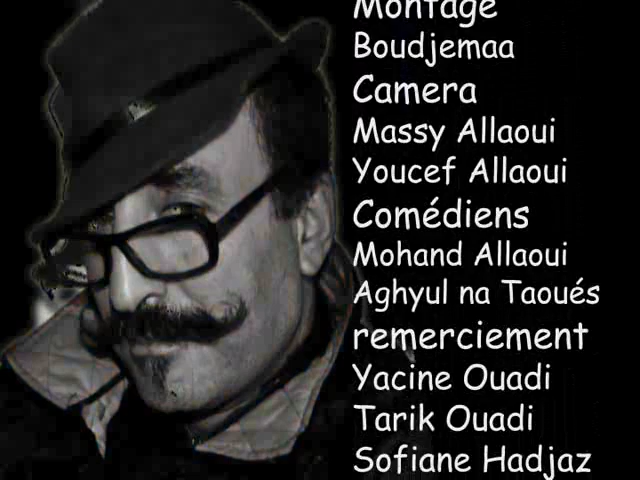 Montage
Boudjemaa
Camera
Massy Allaoui
Youcef Allaoui
Comédiens
Mohand Allaoui
Aghyul na Taoués
remerciement
Yacine Ouadi
Tarik Ouadi
Sofiane Hadjaz